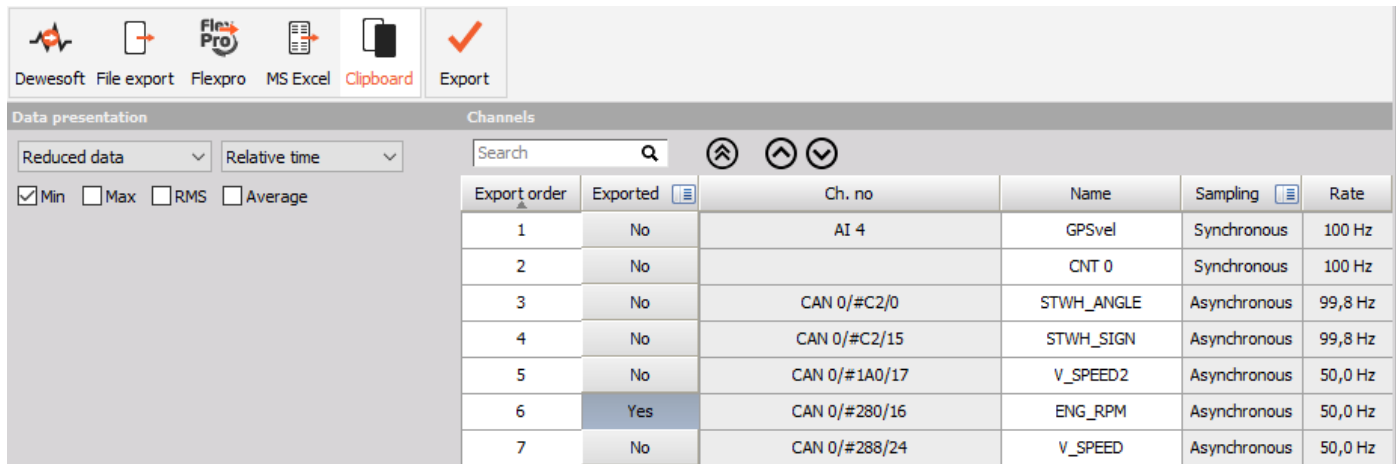 Flex
Pro
Dewesoft File export Flexpro MS Excel Clipboard Export
Data presentation Channels
Reduced data Relative time Search
Min Max RMS Average
Export order Exported Ch. no Name Sampling Rate
1 No AI 4 GPSvel Synchronous 100 Hz
2 No CNT 0 Synchronous 100 Hz
3 No CAN 0/#C2/0 STWH_ANGLE Asynchronous 99,8 Hz
4 No CAN 0/#C2/15 STWH_SIGN Asynchronous 99,8 Hz
5 No CAN 0/#1A0/17 V_SPEED2 Asynchronous 50,0 Hz
6 Yes CAN 0/#280/16 ENG_RPM Asynchronous 50,0 Hz
7 No CAN 0/#288/24 V_SPEED Asynchronous 50,0 Hz